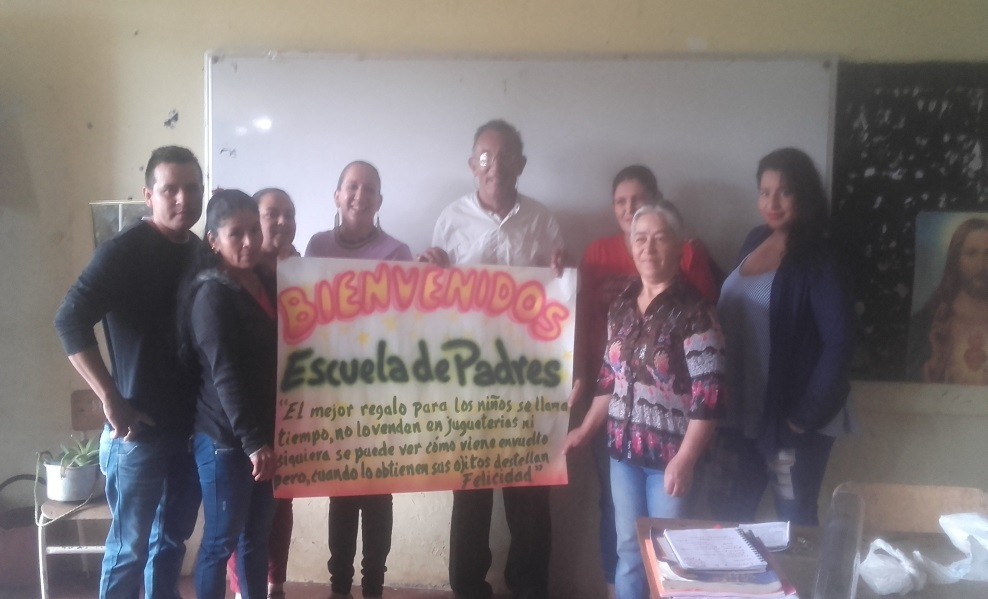 BIENVENIDOS
Escuela de Padres
"El mejor regalo para los niños se llama
tiempo, no lo venden en jugueterias ni
siquiera se puede ver cómo viene envuelto
pero, cuando lo obtienen sus ojitos destellan
Felicidad"